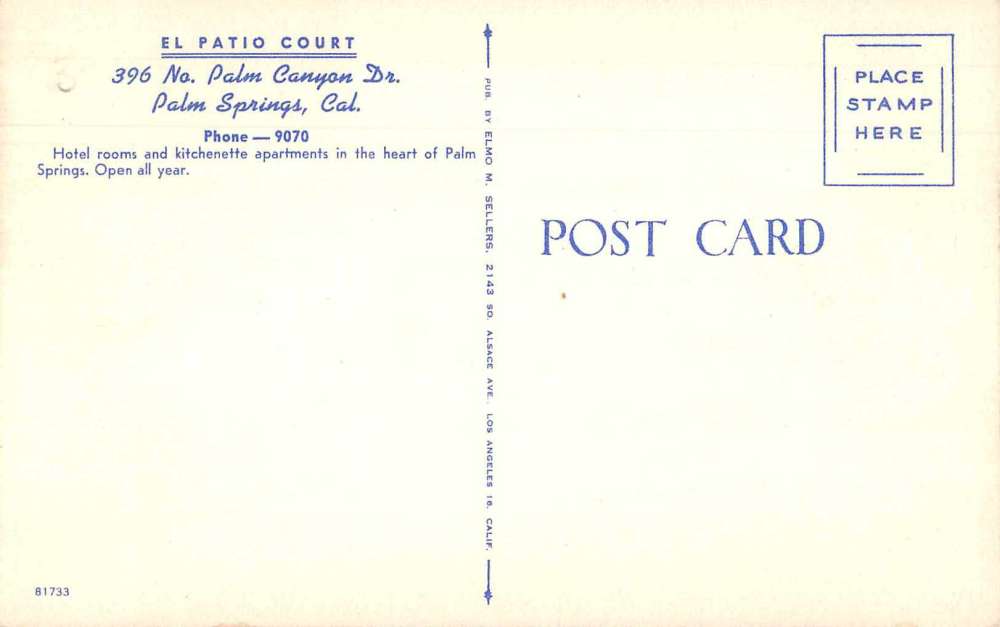 EL PATIO COURT
396 No. Palm Canyon Dr.
Palm Springs, Cal.
Phone — 9070
Hotel rooms and kitchenette apartments in the heart of Palm
Springs. Open all year.
81733
PUB. BY ELMO M. SELLERS, 2143 SO. ALSACE AVE., LOS ANGELES 16, CALIF.
PLACE
STAMP
HERE
POST CARD